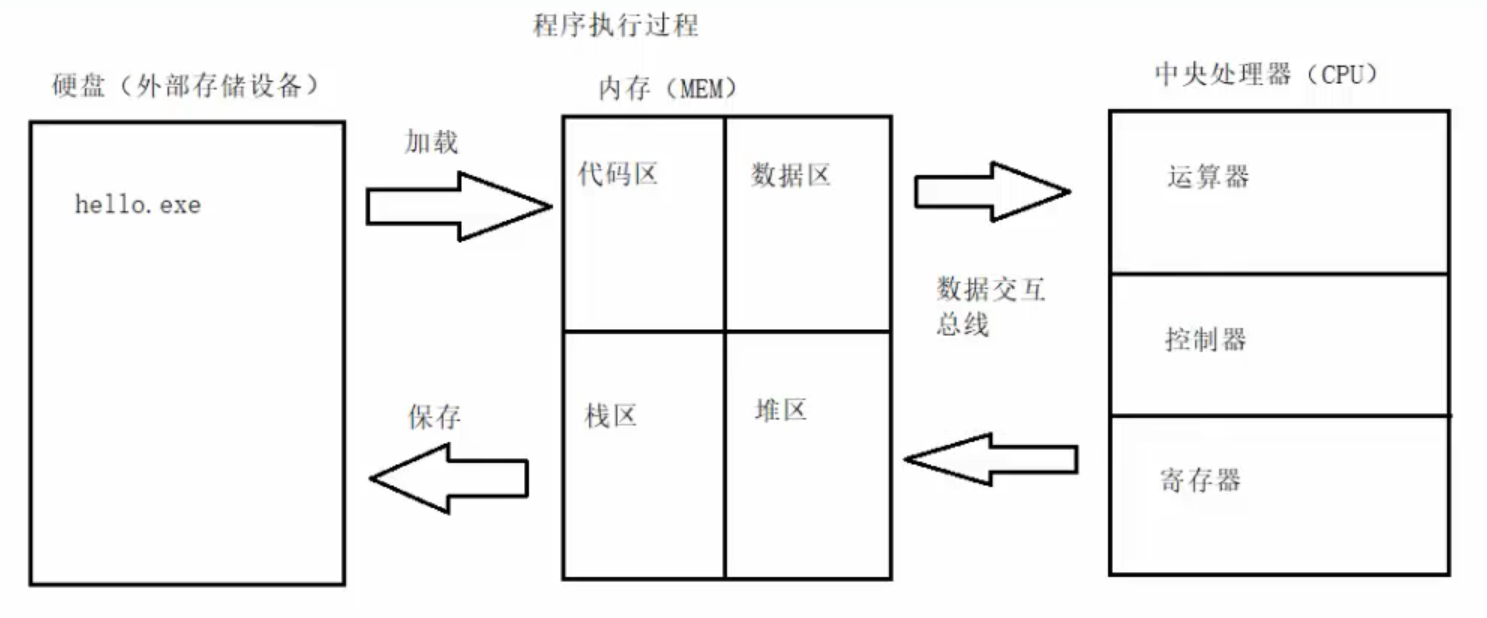 程序执行过程
硬盘（外部存储设备）
内存（MEM）
中央处理器（CPU）
加载
hello.exe
代码区
数据区
运算器
数据交互
总线
控制器
保存
栈区
堆区
寄存器